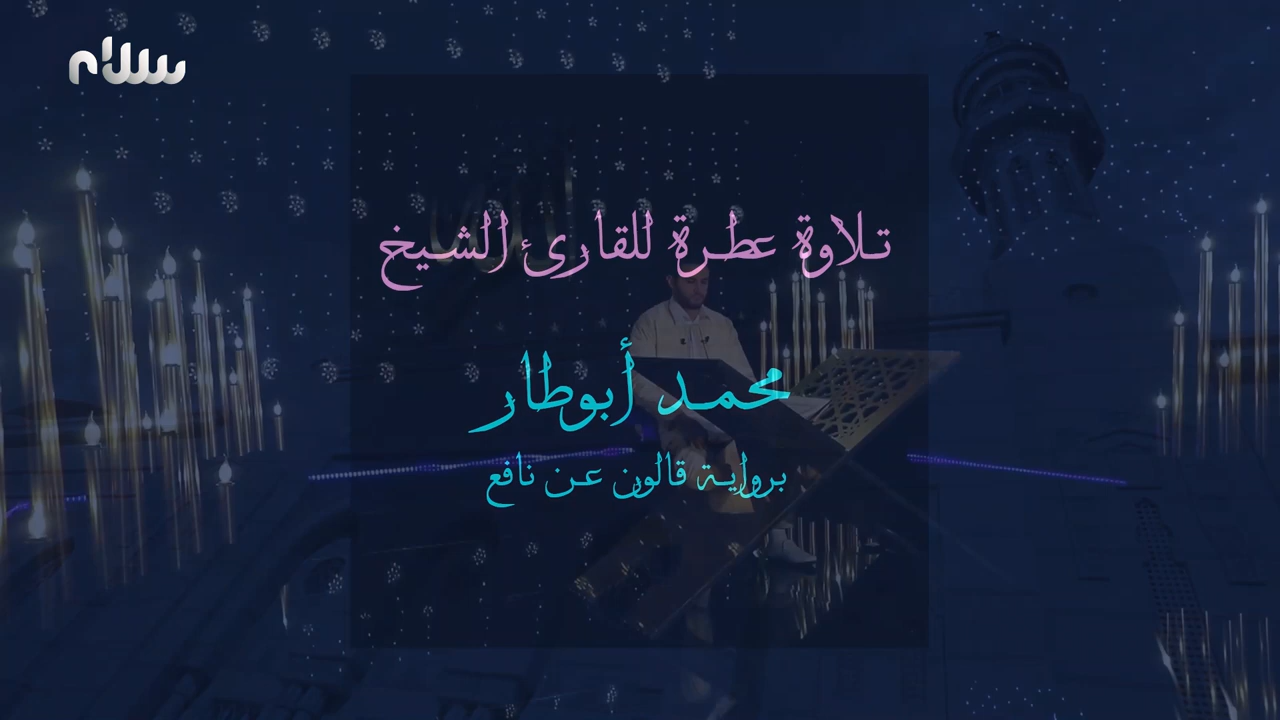 سلام
تلاوة عطرة للقارئ الشيخ
محمد أبوطار
برواية قالون عن نافع